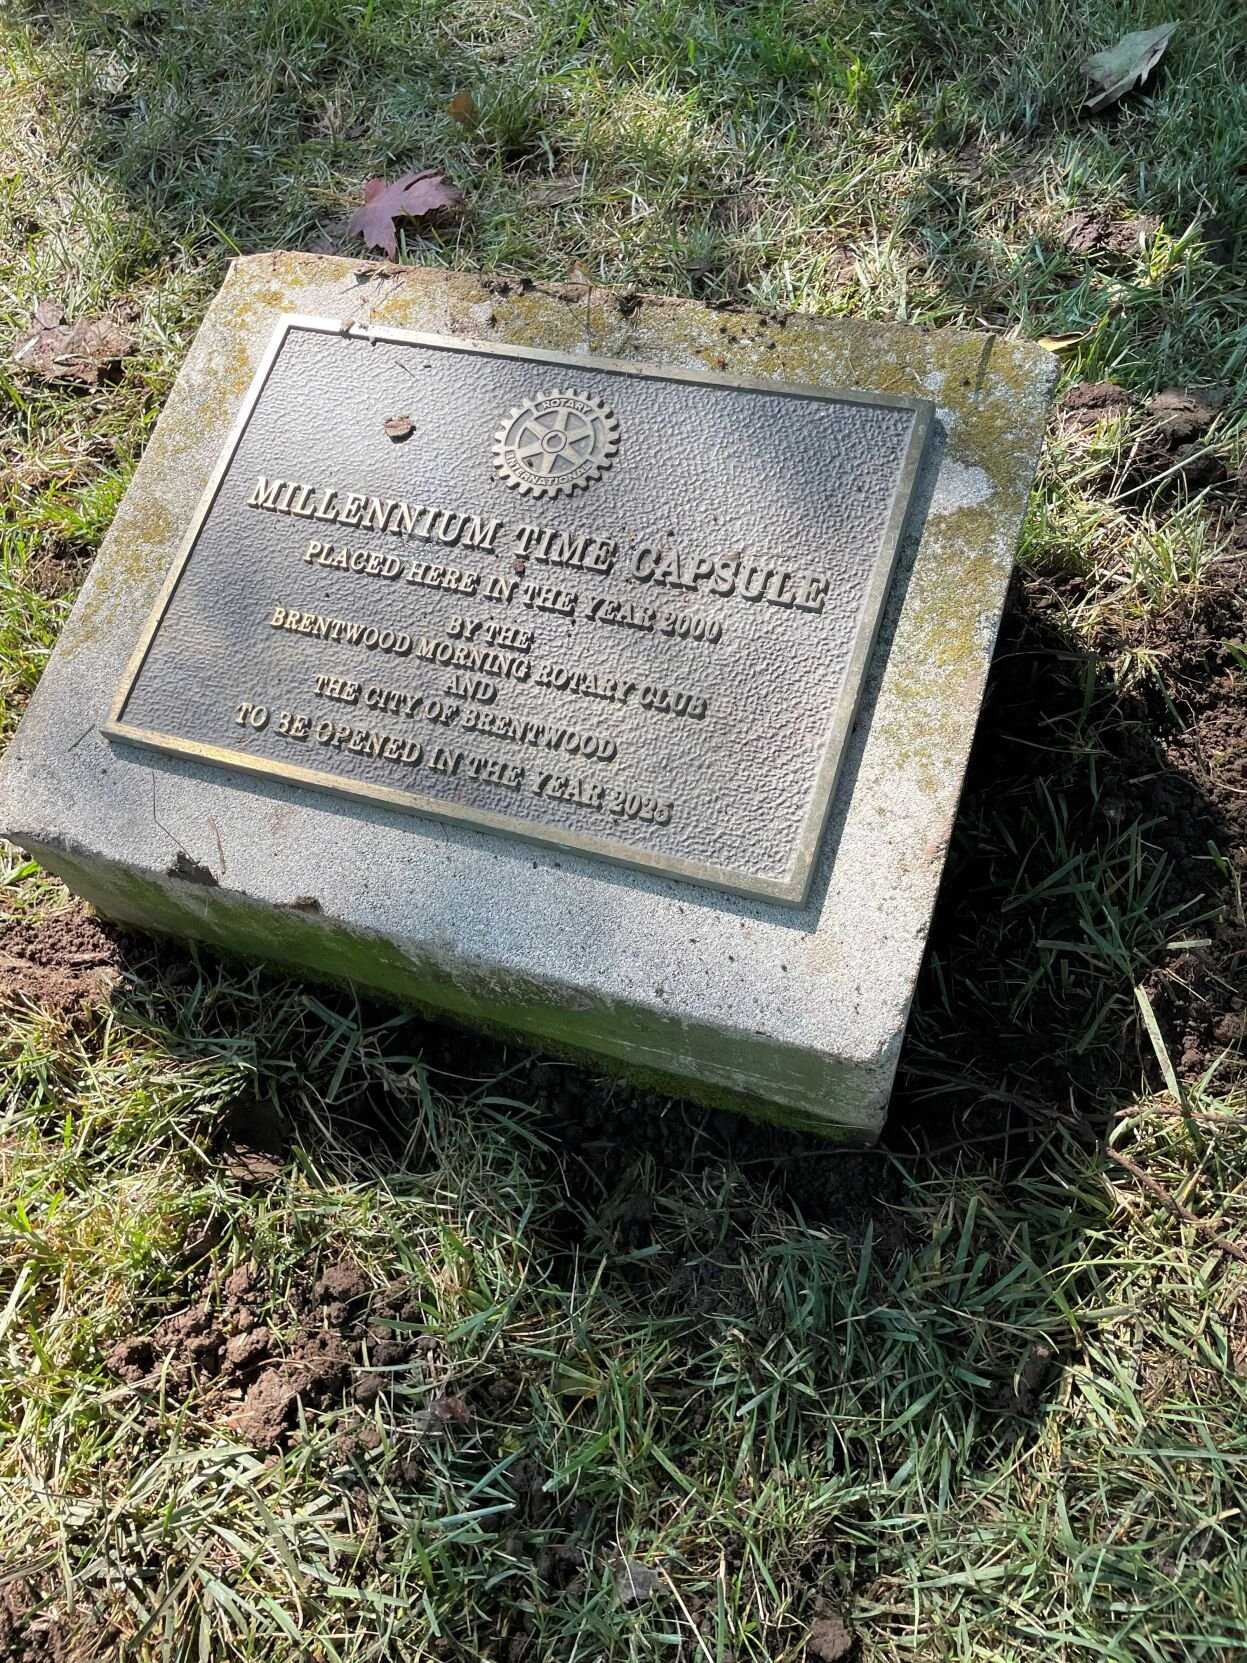 ROTARY
INTERNATIONAL
MILLENNIUM TIME CAPSULE
PLACED HERE IN THE YEAR 2000
BY THE
BRENTWOOD MORNING ROTARY CLUB
AND
THE CITY OF BRENTWOOD
TO BE OPENED IN THE YEAR 2025